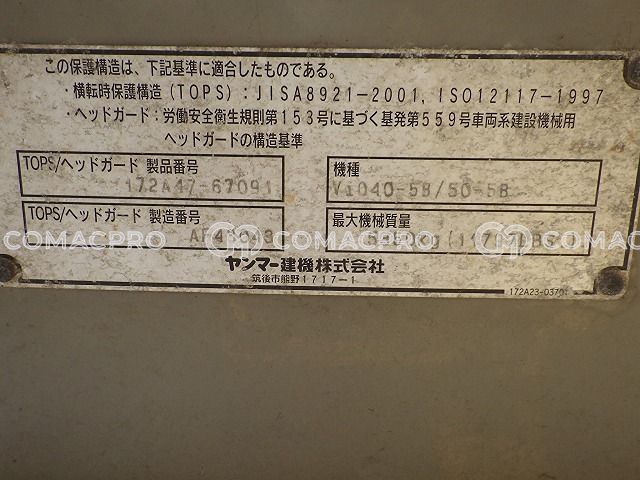 この保護構造は、下記基準に適合したものである。
・横転時保護構造(TOPS):JISA8921-2001, ISO12117-1997
・ヘッドガード:労働安全衛生規則第153号に基づく基発第559号車両系建設機械用
ヘッドガードの構造基準
TOPS/ヘッドガード 製品番号
172A47-67091
機種
ViO40-5B/50-5B
TOPS/ヘッドガード 製造番号
最大機械質量
COMACPRO COMACPRO COMACPRO
ヤンマー建機株式会社
筑後市熊野1717-1
172A23-03701